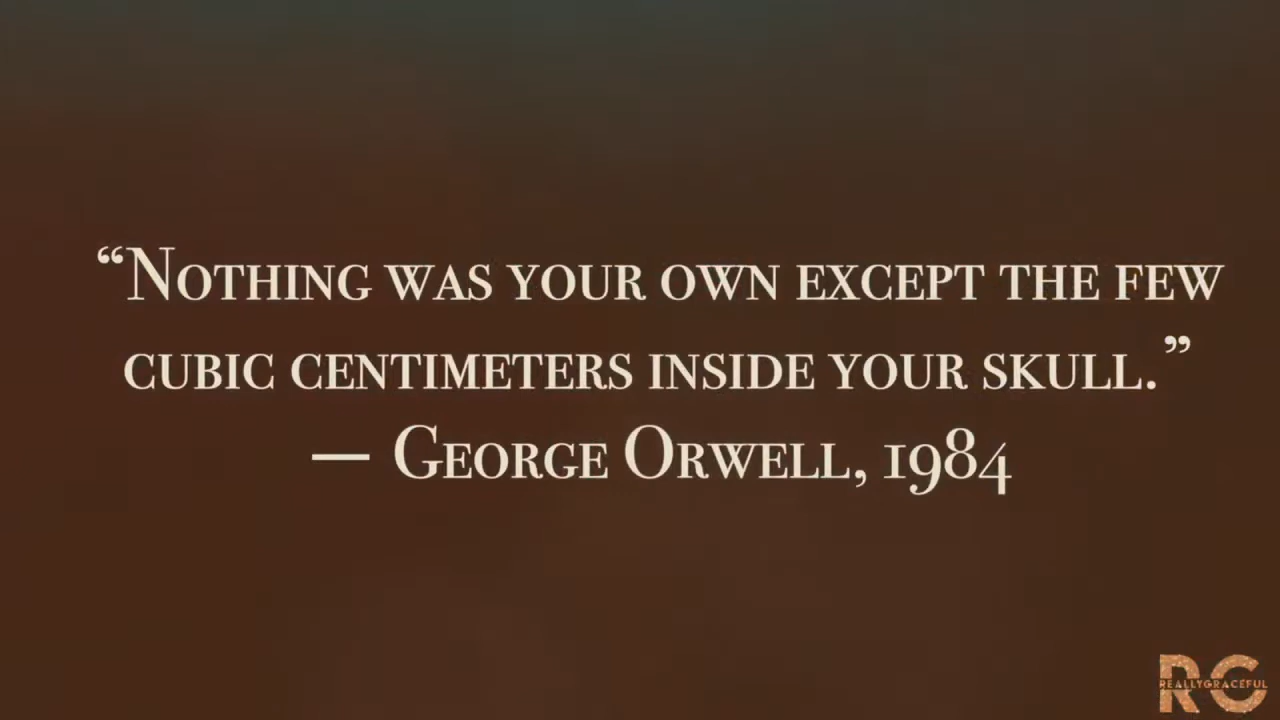 “Nothing was your own except the few
cubic centimeters inside your skull.”
— George Orwell, 1984
RG
REALLYGRACEFUL